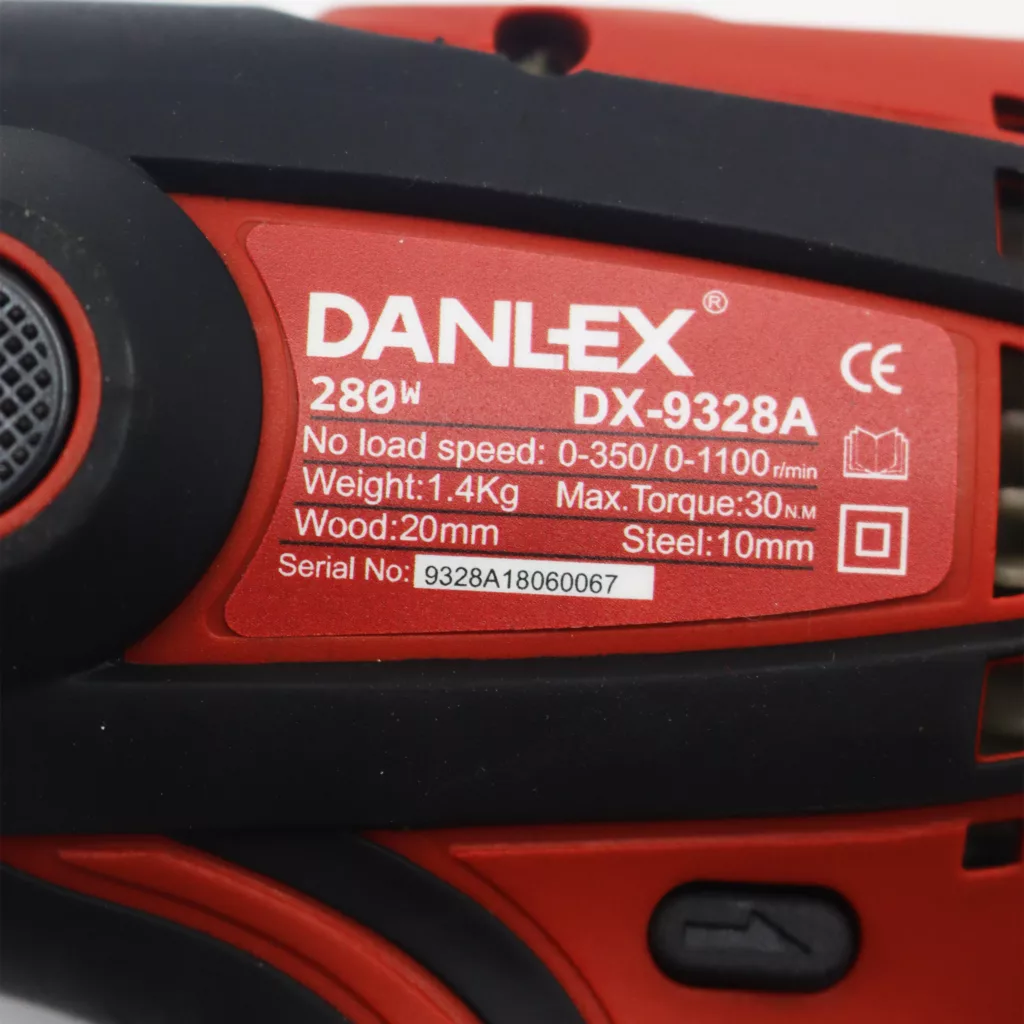 DANLEX®
280W DX-9328A
No load speed: 0-350/0-1100r/min
Weight:1.4Kg Max.Torque:30N.M
Wood:20mm Steel:10mm
Serial No: 9328A18060067
CE